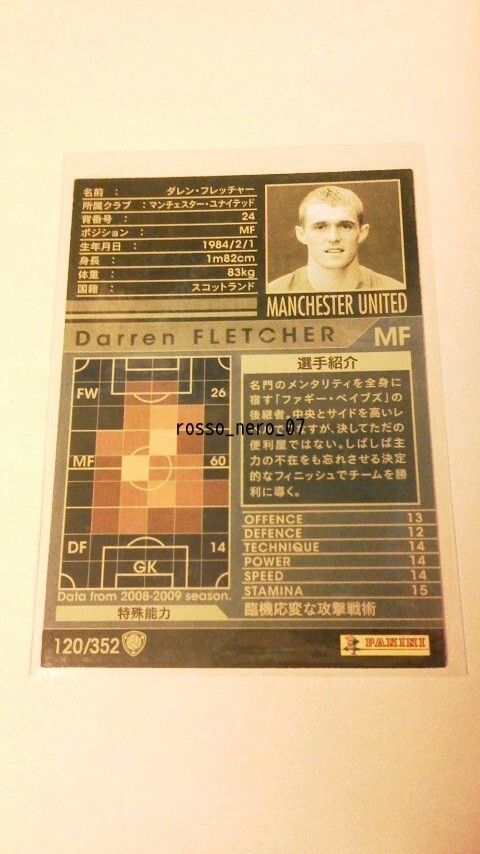 名前 : ダレン・フレッチャー
所属クラブ : マンチェスター・ユナイテッド
背番号 : 24
ポジション : MF
生年月日 : 1984/2/1
身長 : 1m82cm
体重 : 83kg
国籍 : スコットランド
MANCHESTER UNITED
Darren FLETCHER MF
FW 26
MF 60
DF 14
GK
Data from 2008-2009 season.
選手紹介
名門のメンタリティを全身に
宿す「ファギー・ベイブズ」の
後継者。中央とサイドを高いレ
すが、決してただの
便利屋ではない。しばしば主
力の不在をも忘れさせる決定
的なフィニッシュでチームを勝
利に導く。
rosso_nero_07
OFFENCE 13
DEFENCE 12
TECHNIQUE 14
POWER 14
SPEED 14
STAMINA 15
特殊能力 臨機応変な攻撃戦術
120/352
PANINI